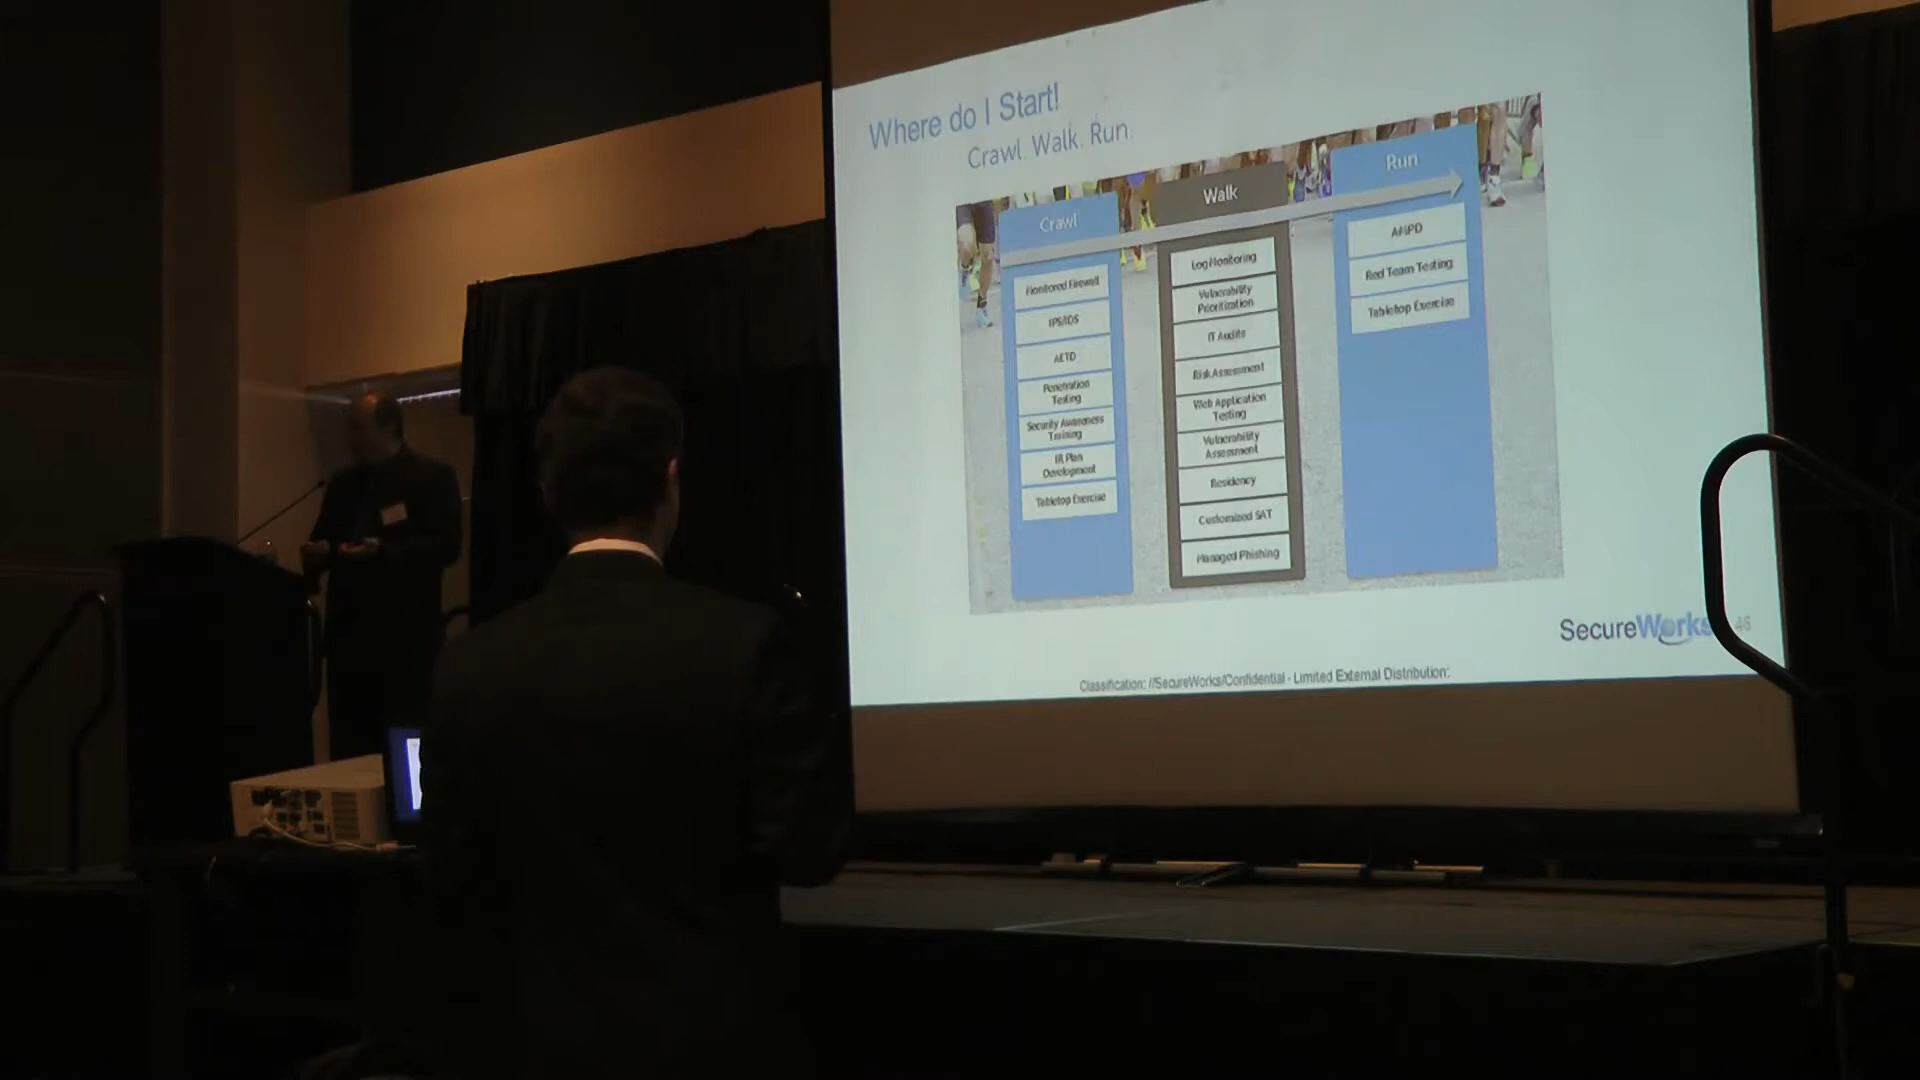 Where do I Start!
Crawl. Walk. Run.
Crawl
Monitored Firewall
IPS/IDS
AETD
Penetration
Testing
Security Awareness
Training
IR Plan
Development
Tabletop Exercise
Walk
Log Monitoring
Vulnerability
Prioritization
IT Audits
Risk Assessment
Web Application
Testing
Vulnerability
Assessment
Residency
Customized SAT
Managed Phishing
Run
Red Team Testing
Tabletop Exercise
SecureWorks
Classification: //SecureWorks/Confidential - Limited External Distribution: